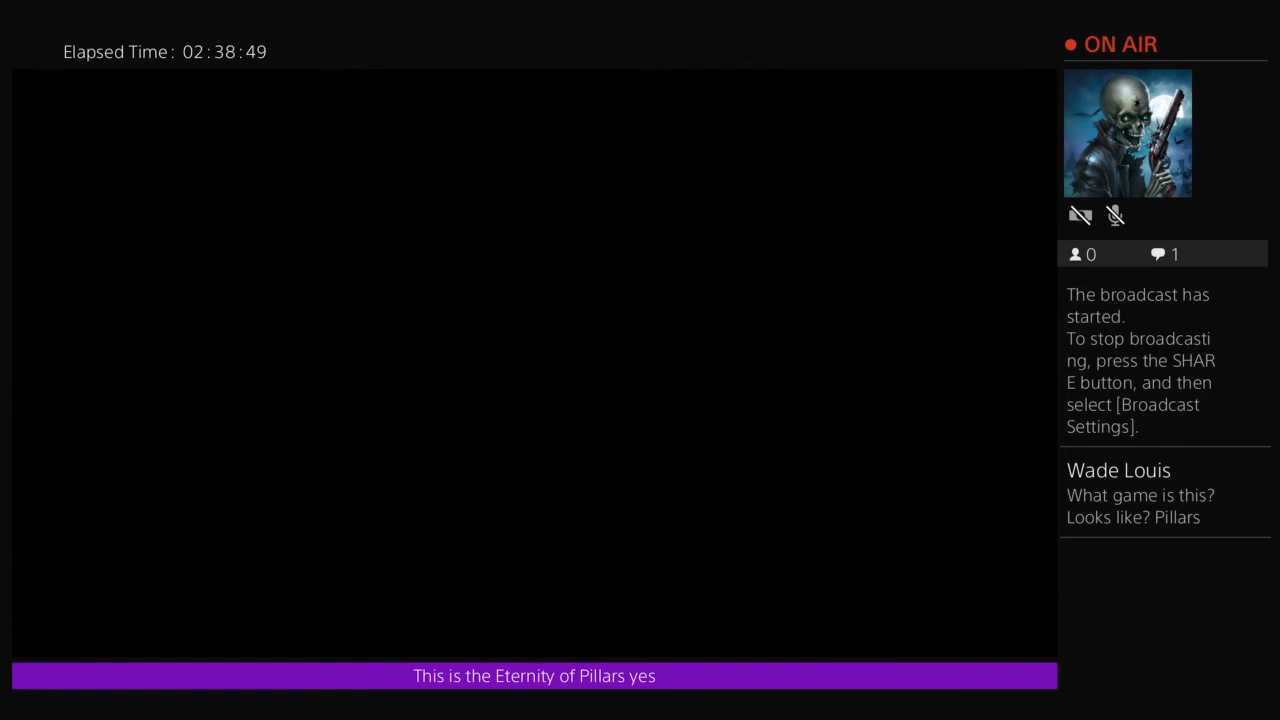 Elapsed Time: 02:38:49
ON AIR
0
1
The broadcast has
started.
To stop broadcasti
ng, press the SHAR
E button, and then
select [Broadcast
Settings].
Wade Louis
What game is this?
Looks like? Pillars
This is the Eternity of Pillars yes